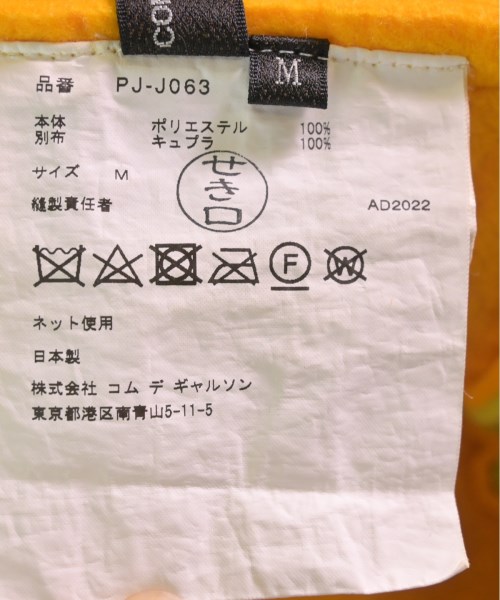 COM
M
品番 PJ-J063
本体 ポリエステル 100%
別布 キュプラ 100%
サイズ M
せき口
縫製責任者 AD2022
F W
ネット使用
日本製
株式会社 コム デ ギャルソン
東京都港区南青山5-11-5